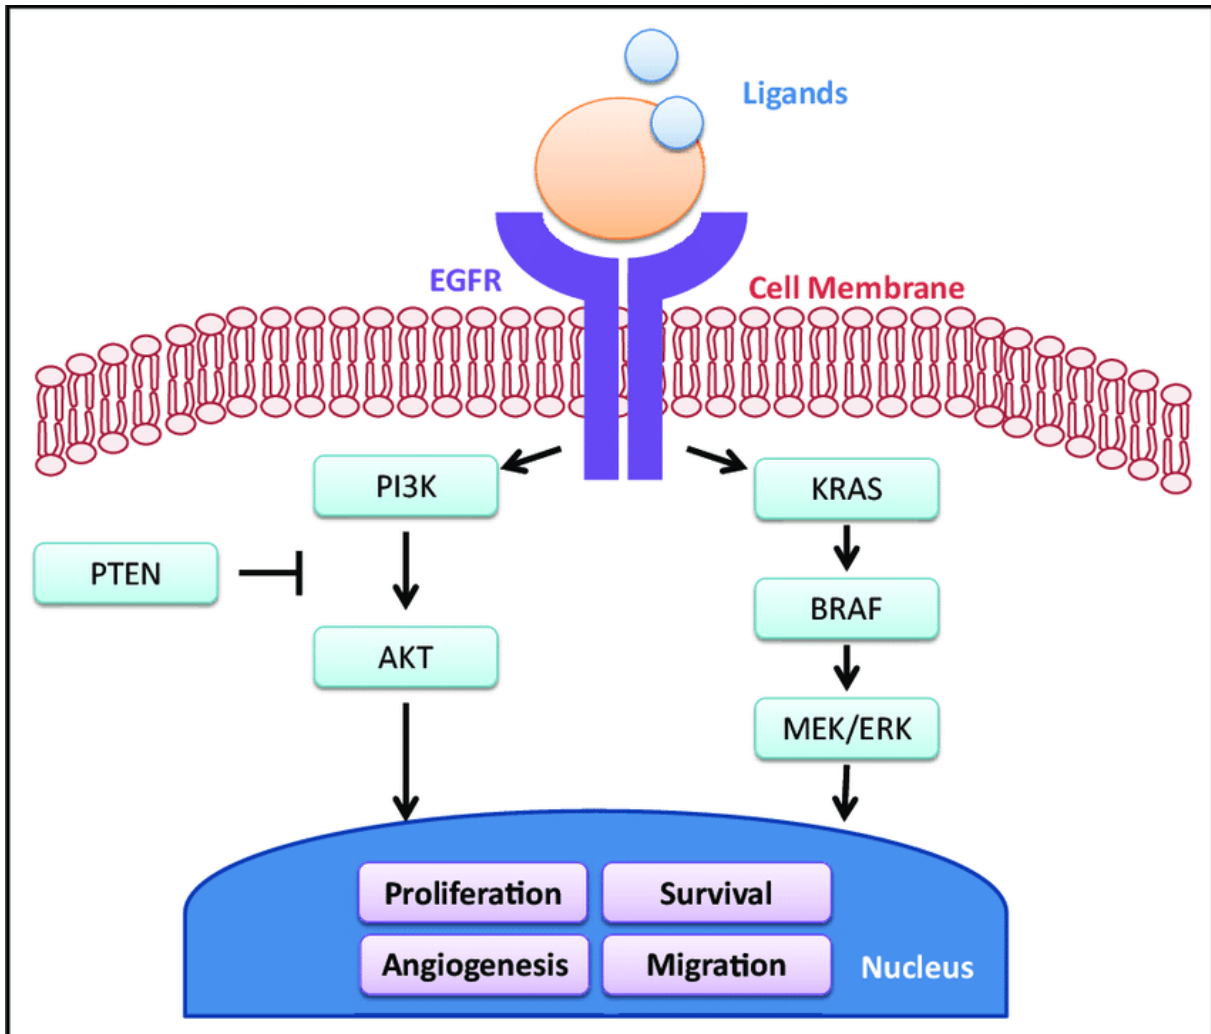 Ligands
EGFR
Cell Membrane
PI3K
KRAS
PTEN
BRAF
AKT
MEK/ERK
Proliferation
Survival
Angiogenesis
Migration
Nucleus